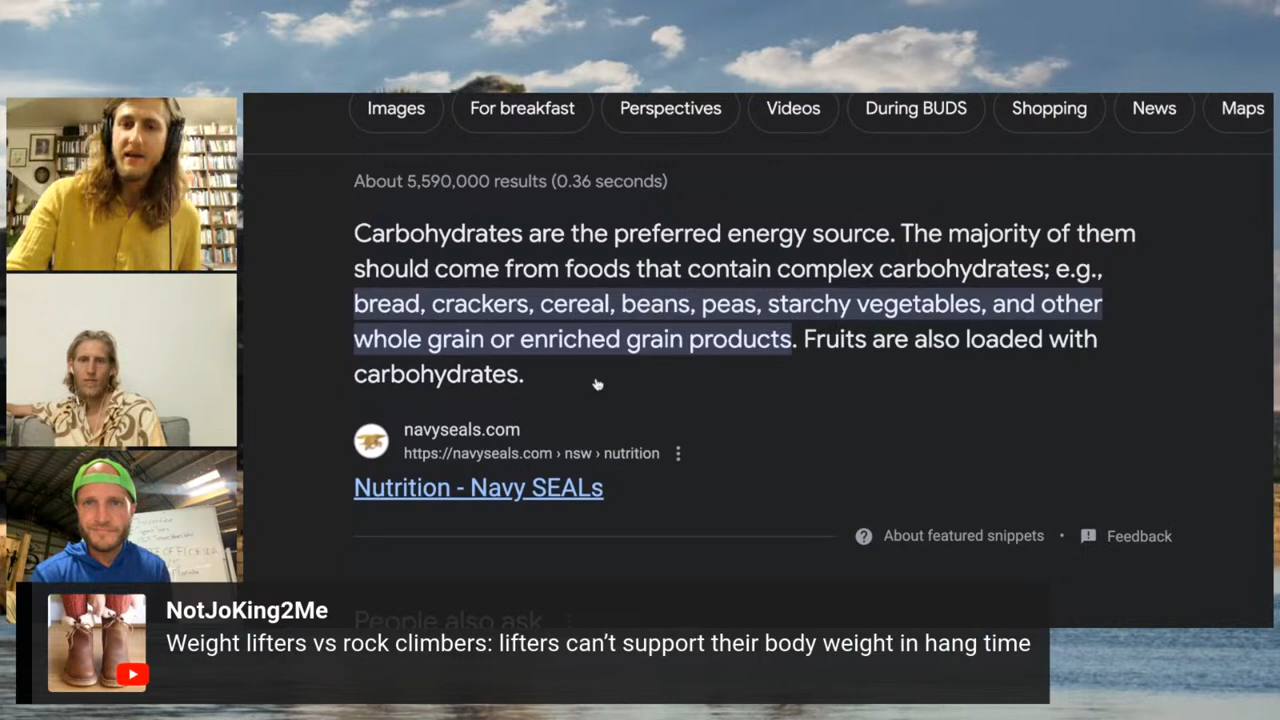 Images
For breakfast
Perspectives
Videos
During BUDS
Shopping
News
Maps
About 5,590,000 results (0.36 seconds)
Carbohydrates are the preferred energy source. The majority of them
should come from foods that contain complex carbohydrates; e.g.,
bread, crackers, cereal, beans, peas, starchy vegetables, and other
whole grain or enriched grain products. Fruits are also loaded with
carbohydrates.
navyseals.com
https://navyseals.com › nsw › nutrition
Nutrition - Navy SEALs
About featured snippets
Feedback
People also ask
NotJoKing2Me
Weight lifters vs rock climbers: lifters can’t support their body weight in hang time